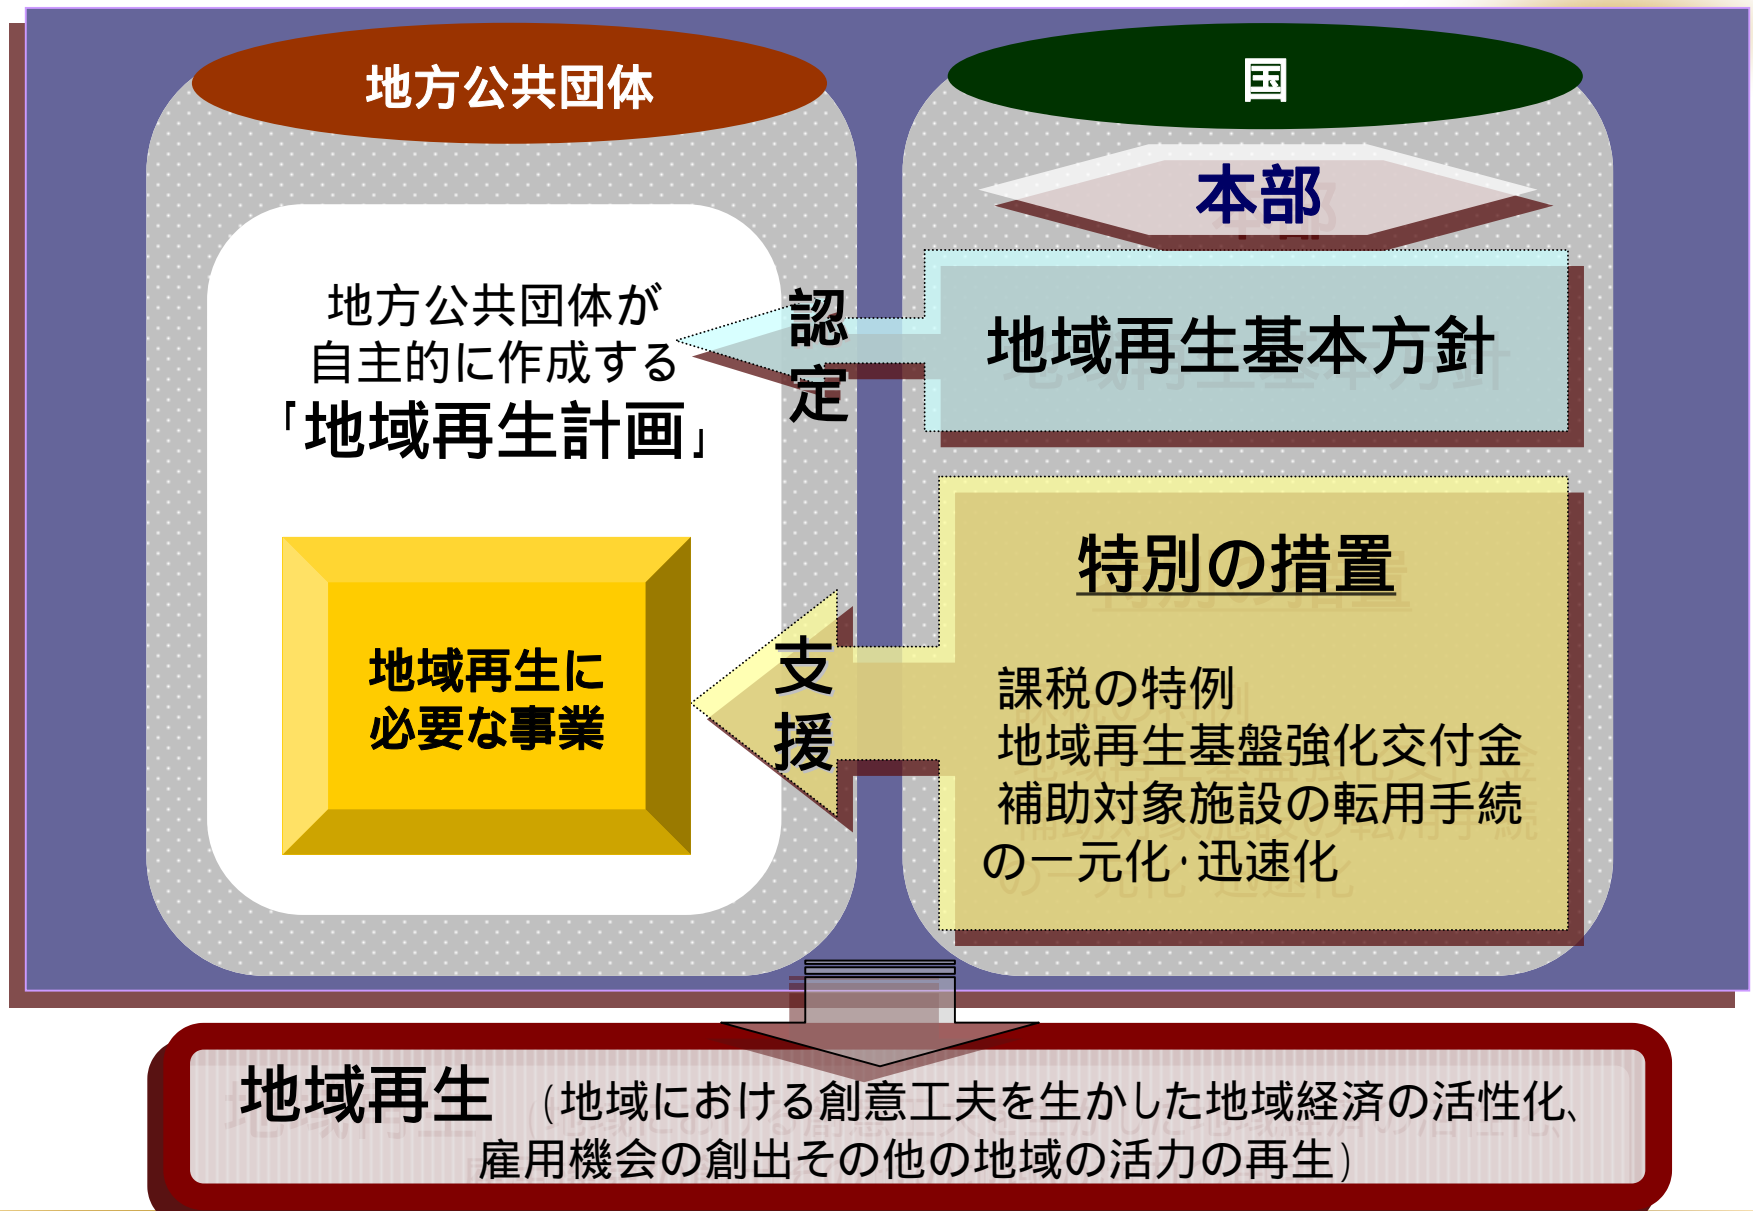 地方公共団体
国
本部
地方公共団体が
自主的に作成する
「地域再生計画」
認
定
地域再生基本方針
地域再生に
必要な事業
支
援
特別の措置
課税の特例
地域再生基盤強化交付金
補助対象施設の転用手続
の一元化・迅速化
地域再生 (地域における創意工夫を生かした地域経済の活性化、
雇用機会の創出その他の地域の活力の再生)